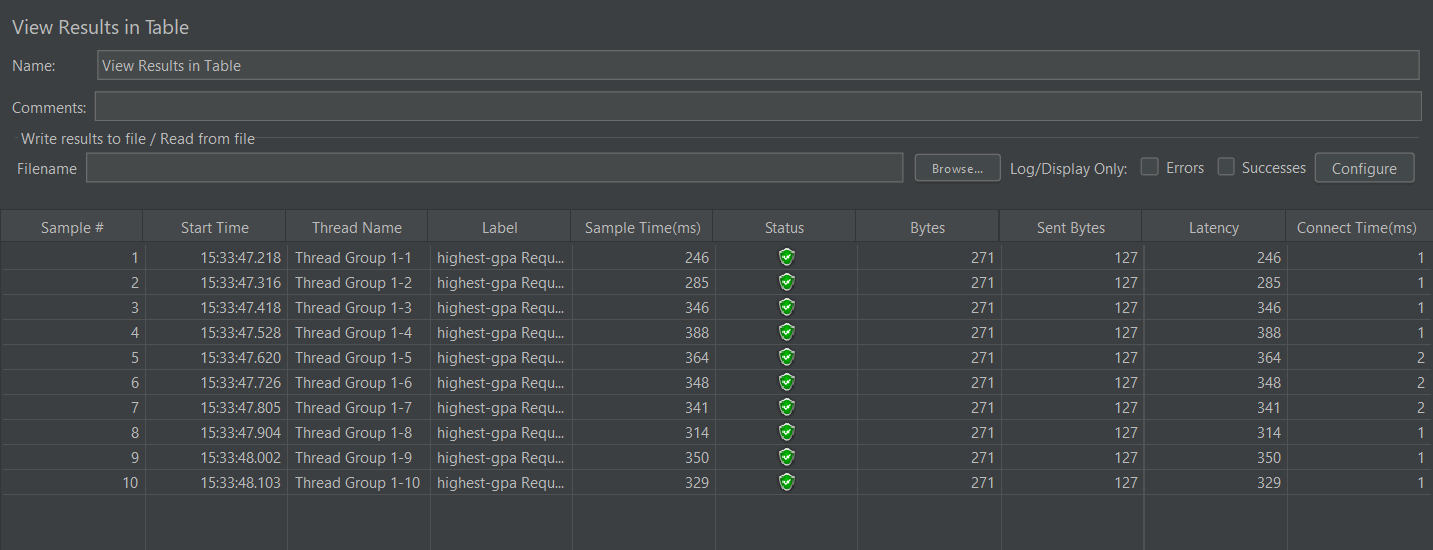 View Results in Table
Name: View Results in Table
Comments:
Write results to file / Read from file
Filename Browse... Log/Display Only: Errors Successes Configure
Sample # Start Time Thread Name Label Sample Time(ms) Status Bytes Sent Bytes Latency Connect Time(ms)
1 15:33:47.218 Thread Group 1-1 highest-gpa Requ... 246 271 127 246 1
2 15:33:47.316 Thread Group 1-2 highest-gpa Requ... 285 271 127 285 1
3 15:33:47.418 Thread Group 1-3 highest-gpa Requ... 346 271 127 346 1
4 15:33:47.528 Thread Group 1-4 highest-gpa Requ... 388 271 127 388 1
5 15:33:47.620 Thread Group 1-5 highest-gpa Requ... 364 271 127 364 2
6 15:33:47.726 Thread Group 1-6 highest-gpa Requ... 348 271 127 348 2
7 15:33:47.805 Thread Group 1-7 highest-gpa Requ... 341 271 127 341 2
8 15:33:47.904 Thread Group 1-8 highest-gpa Requ... 314 271 127 314 1
9 15:33:48.002 Thread Group 1-9 highest-gpa Requ... 350 271 127 350 1
10 15:33:48.103 Thread Group 1-10 highest-gpa Requ... 329 271 127 329 1